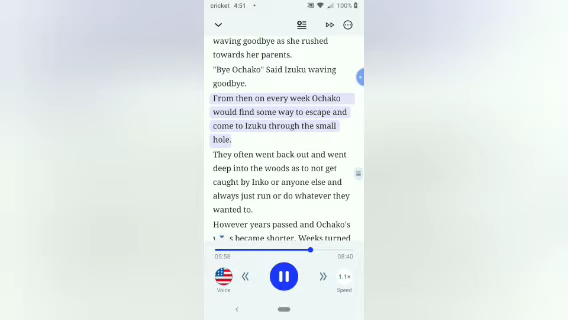 cricket 4:51
100%
waving goodbye as she rushed
towards her parents.
"Bye Ochako" Said Izuku waving
goodbye.
From then on every week Ochako
would find some way to escape and
come to Izuku through the small
hole.
They often went back out and went
deep into the woods as to not get
caught by Inko or anyone else and
always just run or do whatever they
wanted to.
However years passed and Ochako's
s became shorter. Weeks turned
05:58
08:40
1.1×
Voice
Speed